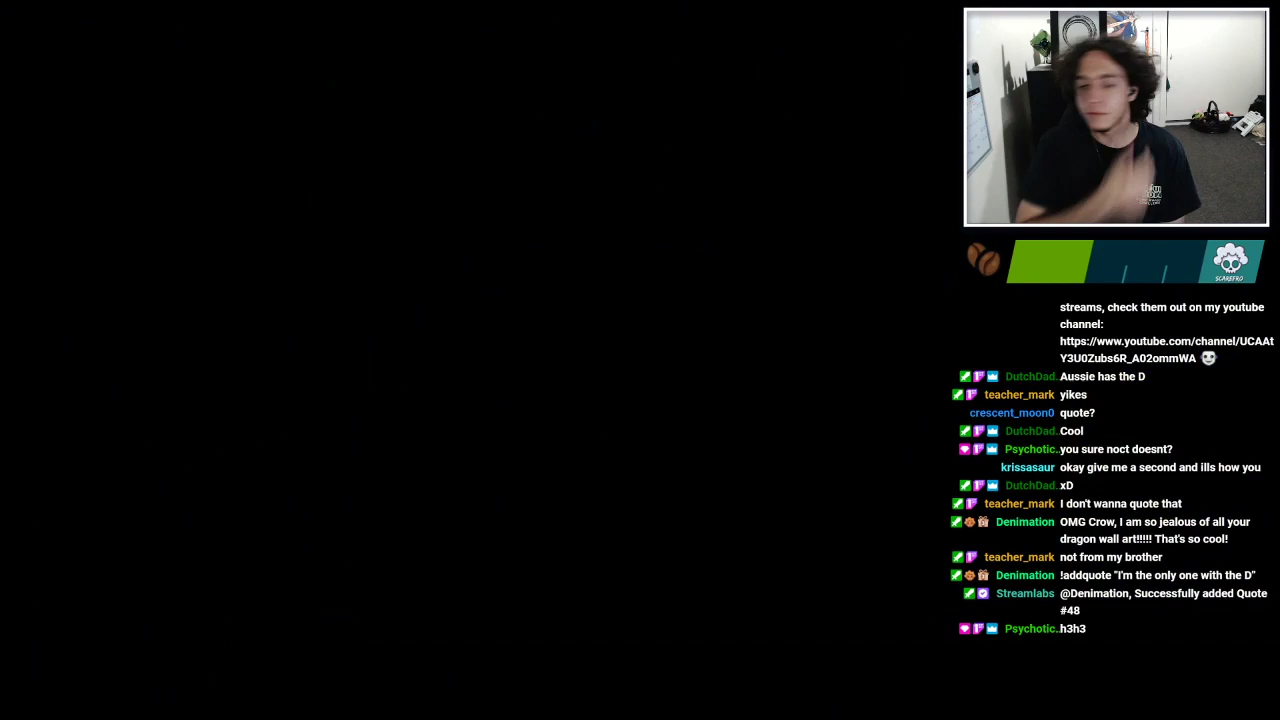 SCAREFRO
streams, check them out on my youtube
channel:
https://www.youtube.com/channel/UCAAt
Y3U0Zubs6R_A02ommWA
DutchDad. Aussie has the D
teacher_mark yikes
crescent_moon0 quote?
DutchDad. Cool
Psychotic.. you sure noct doesnt?
krissasaur okay give me a second and ills how you
DutchDad. xD
teacher_mark I don't wanna quote that
Denimation OMG Crow, I am so jealous of all your
dragon wall art!!!!! That's so cool!
teacher_mark not from my brother
Denimation !addquote "I'm the only one with the D"
Streamlabs @Denimation, Successfully added Quote
#48
Psychotic.. h3h3